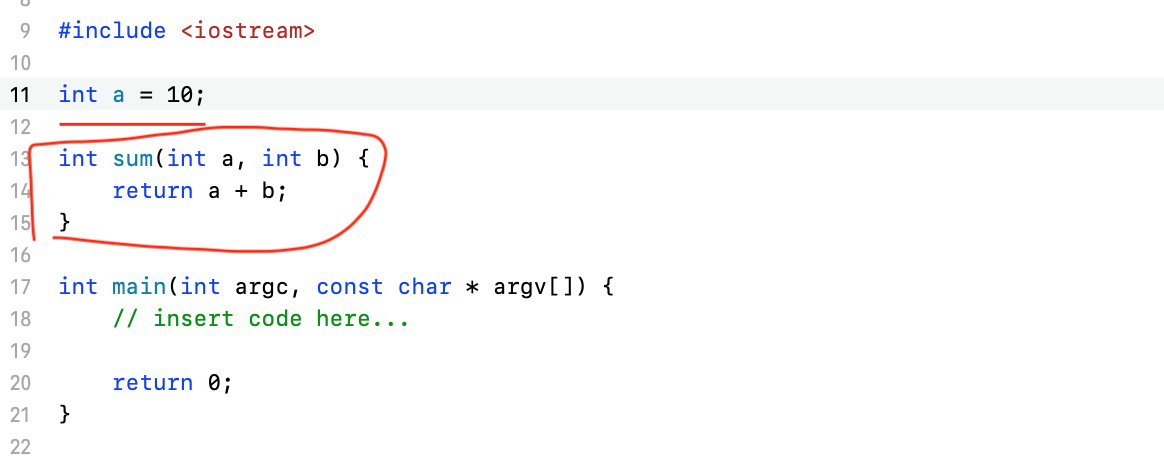 8
9 #include <iostream>
10
11 int a = 10;
12
13 int sum(int a, int b) {
14     return a + b;
15 }
16
17 int main(int argc, const char * argv[]) {
18     // insert code here...
19
20     return 0;
21 }
22